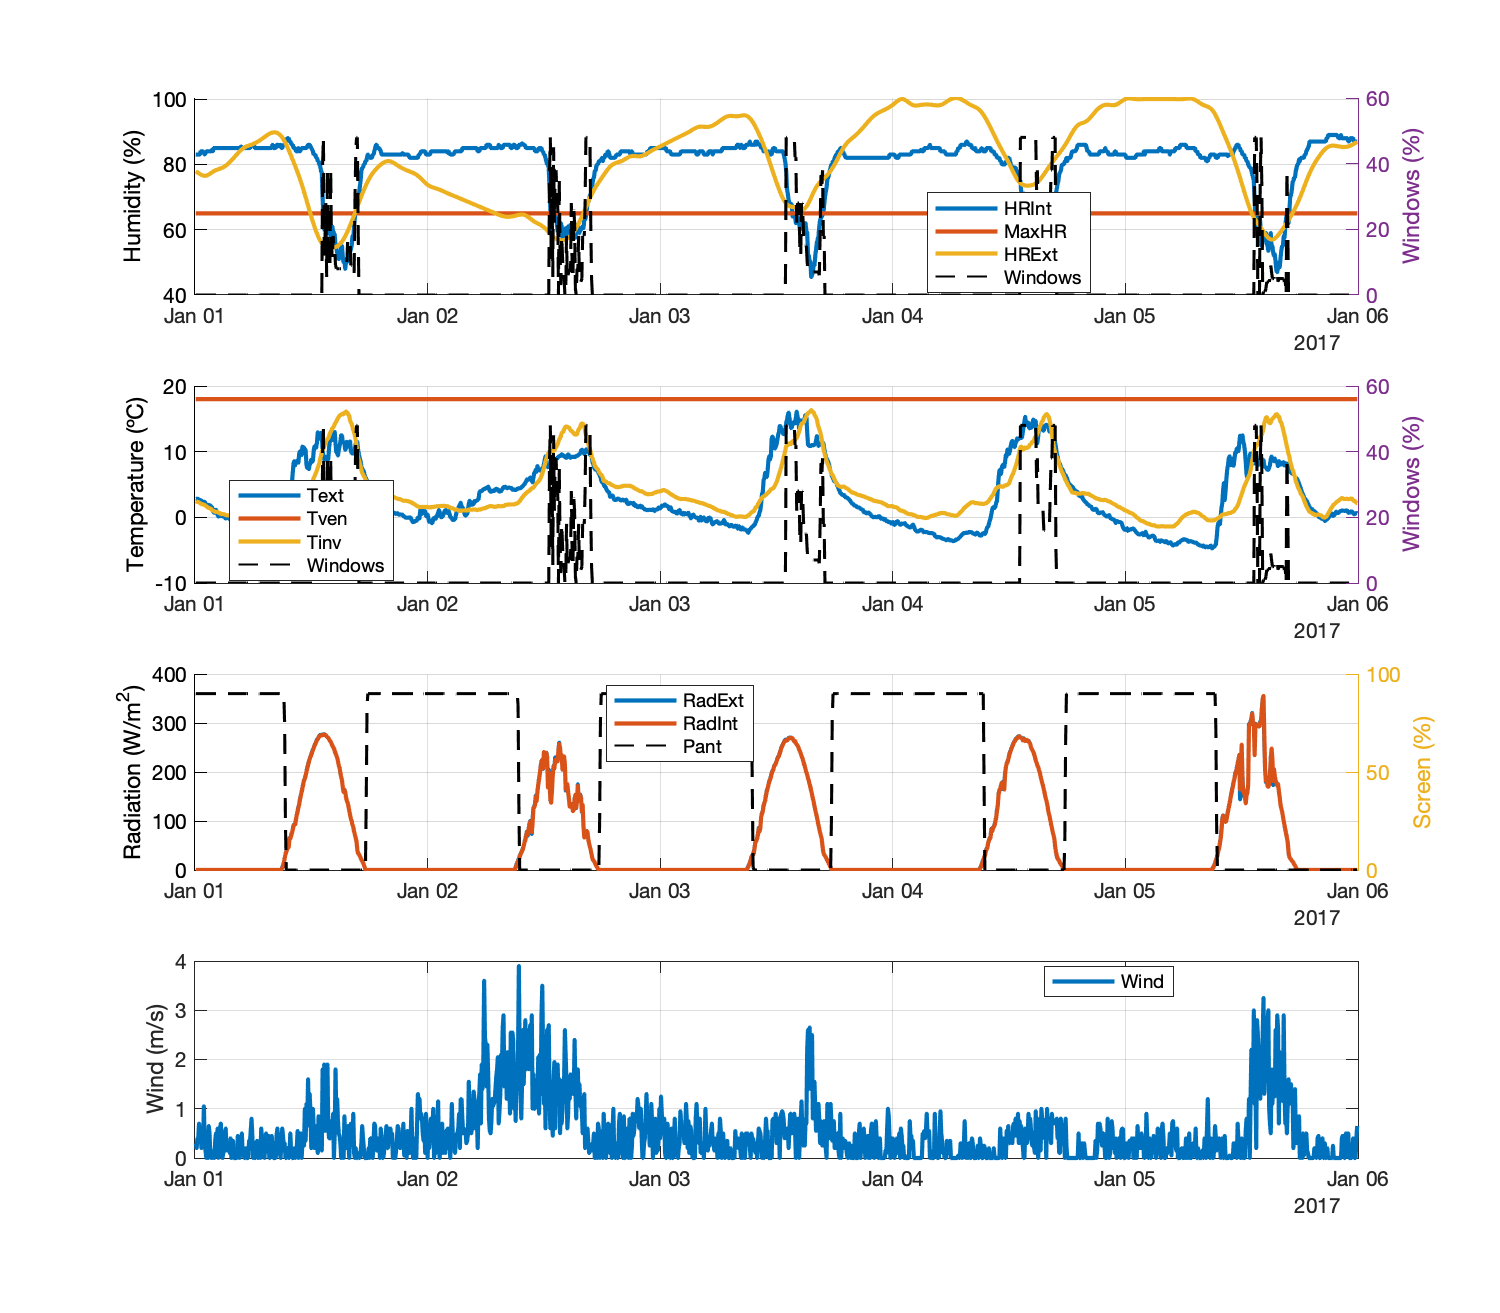 Humidity (%)
100
80
60
40
60
40
20
0
Windows (%)
HRInt
MaxHR
HRExt
Windows
Jan 01 Jan 02 Jan 03 Jan 04 Jan 05 Jan 06
2017
Temperature (ºC)
20
10
0
-10
60
40
20
0
Windows (%)
Text
Tven
Tinv
Windows
Jan 01 Jan 02 Jan 03 Jan 04 Jan 05 Jan 06
2017
Radiation (W/m²)
400
300
200
100
0
100
50
0
Screen (%)
RadExt
RadInt
Pant
Jan 01 Jan 02 Jan 03 Jan 04 Jan 05 Jan 06
2017
Wind (m/s)
4
3
2
1
0
Wind
Jan 01 Jan 02 Jan 03 Jan 04 Jan 05 Jan 06
2017